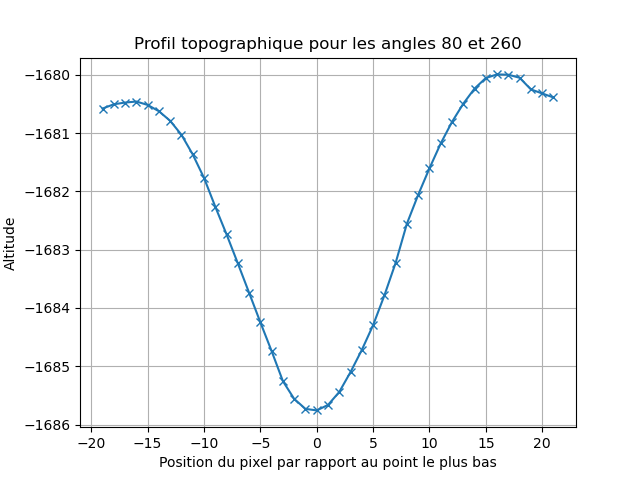 Profil topographique pour les angles 80 et 260
Altitude
−1680
−1681
−1682
−1683
−1684
−1685
−1686
−20 −15 −10 −5 0 5 10 15 20
Position du pixel par rapport au point le plus bas